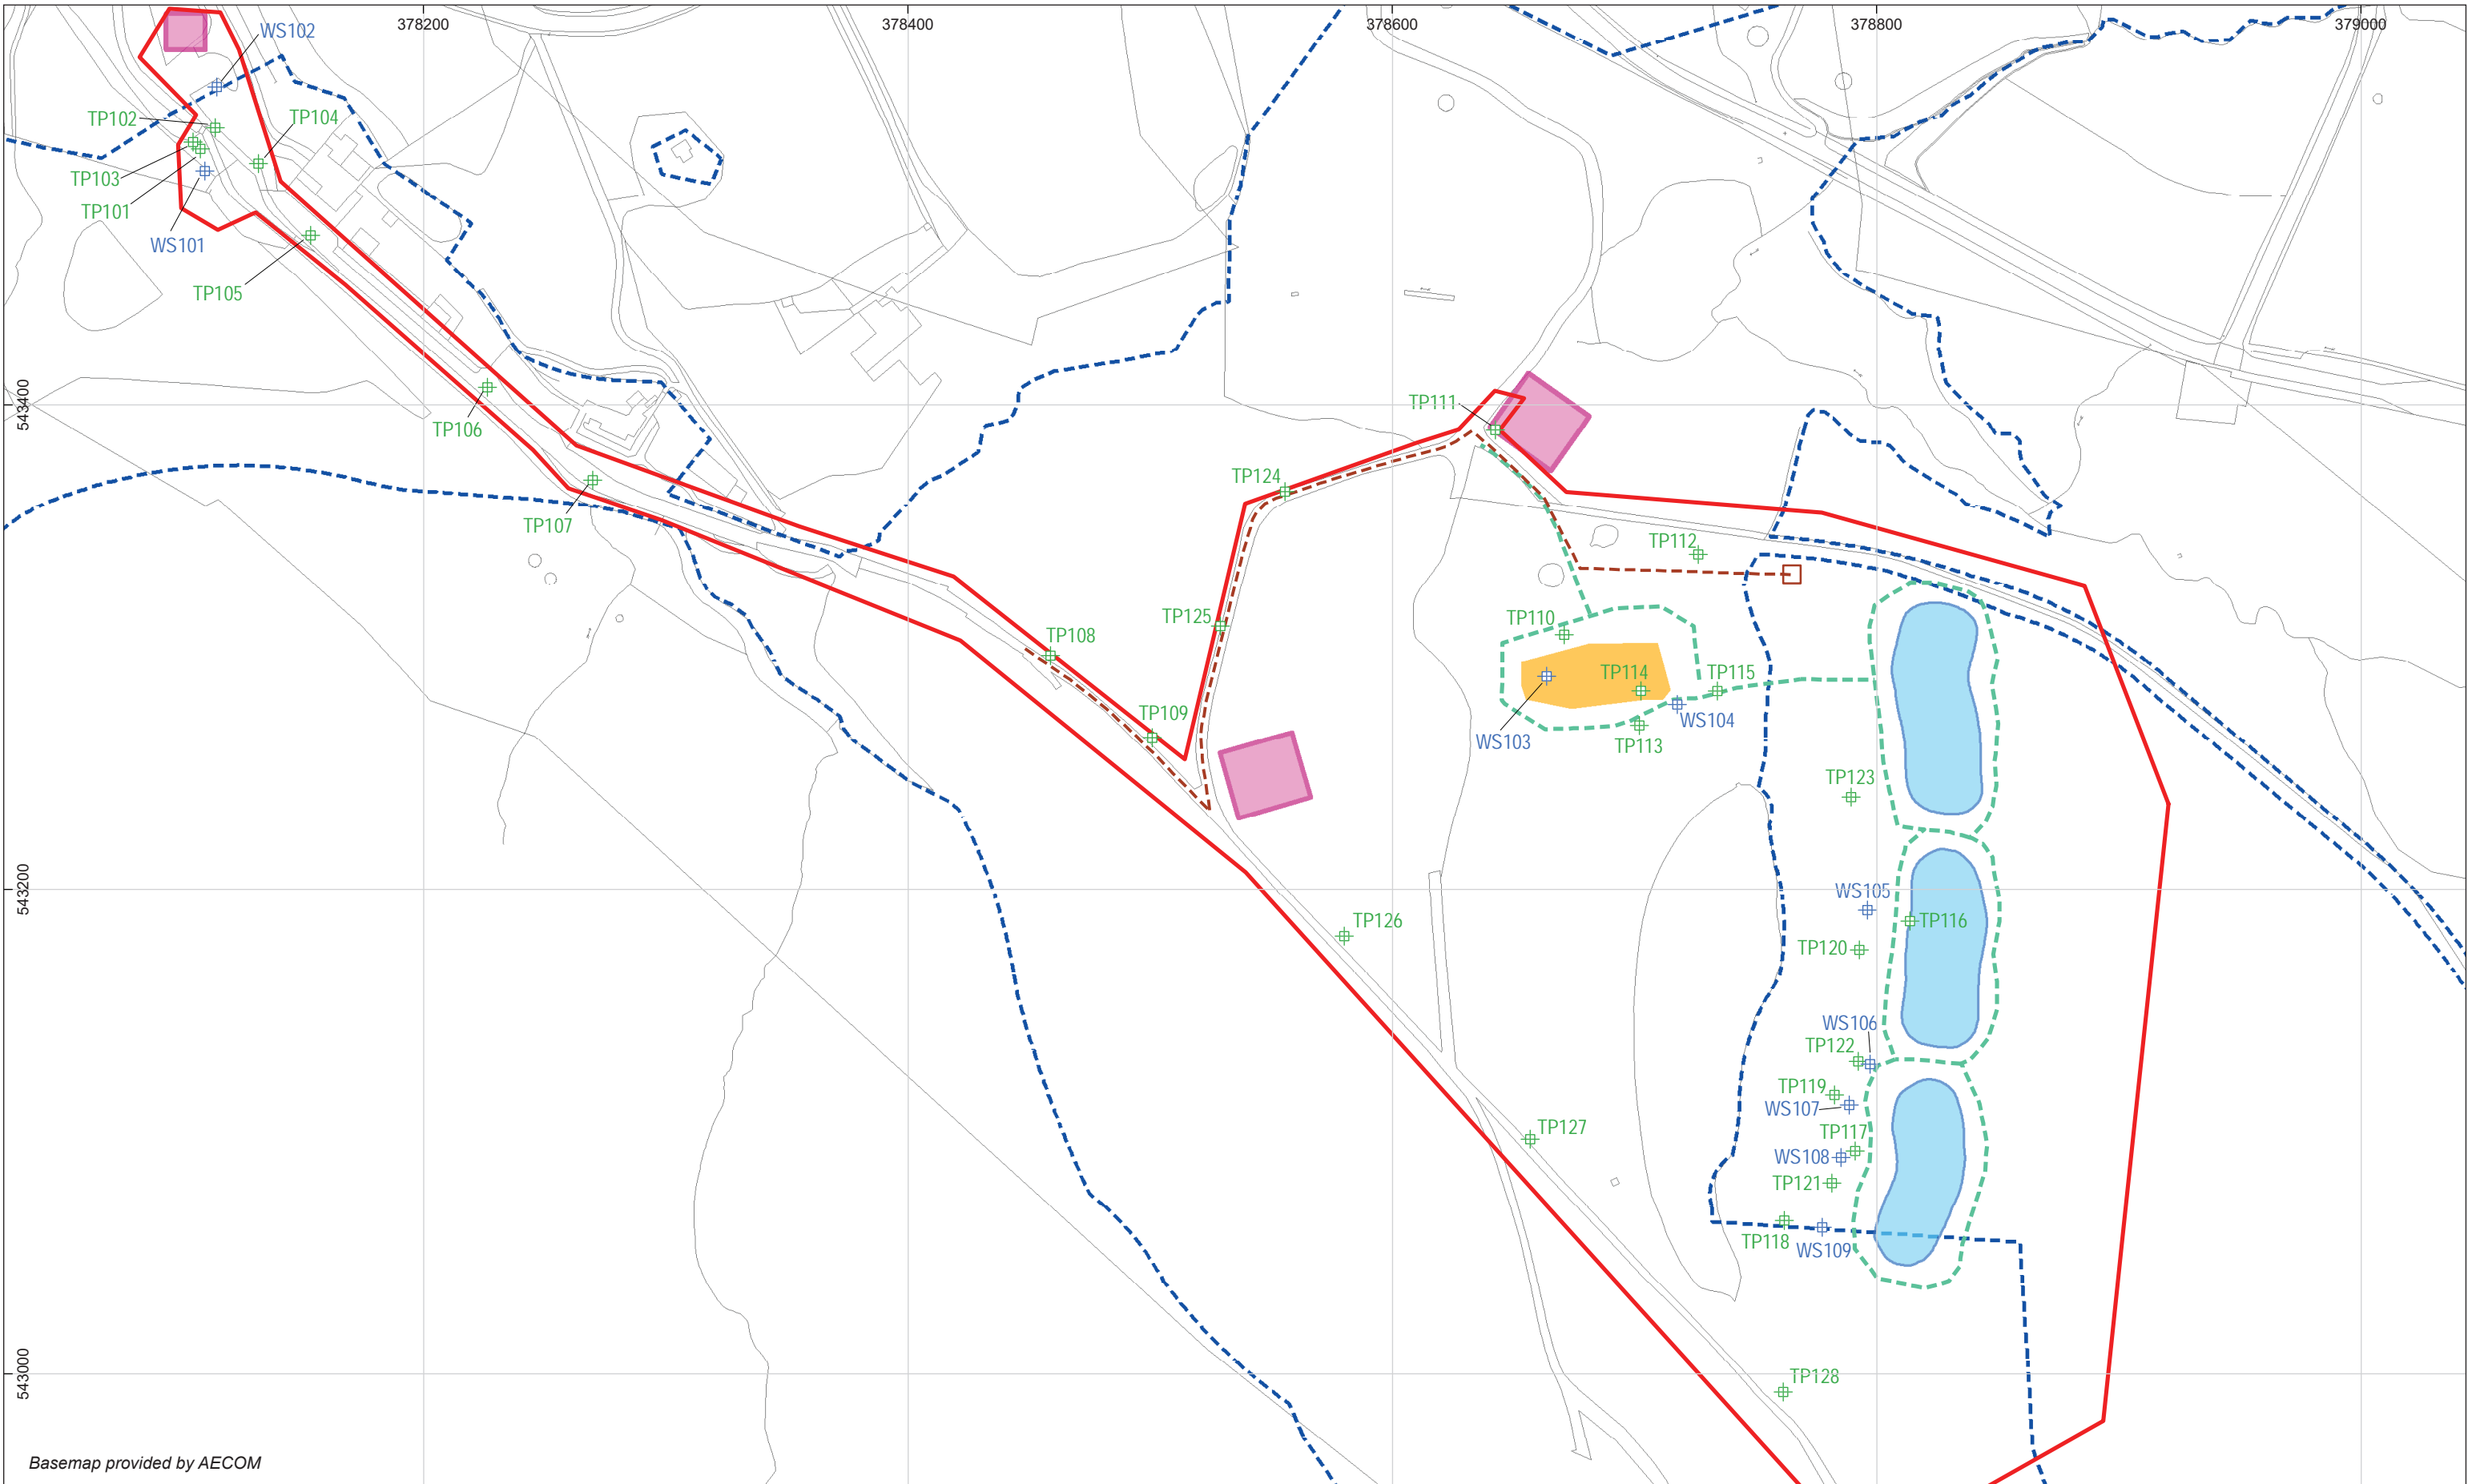 378200
378400
378600
378800
379000
WS102
TP102
TP104
TP103
TP101
WS101
TP105
543400
TP106
TP111
TP107
TP124
TP112
TP125
TP110
TP108
TP114
TP115
TP109
WS104
WS103
TP113
TP123
543200
WS105
TP126
TP116
TP120
WS106
TP122
TP119
WS107
TP127
TP117
WS108
TP121
TP118
WS109
543000
TP128
Basemap provided by AECOM